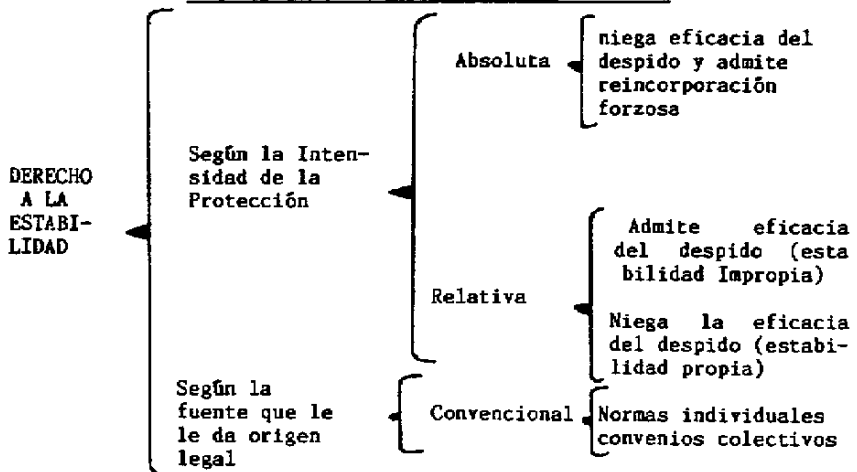 Absoluta
niega eficacia del
despido y admite
reincorporación
forzosa
DERECHO
A LA
ESTABI-
LIDAD
Según la Inten-
sidad de la
Protección
Relativa
Admite eficacia
del despido (esta
bilidad Impropia)
Niega la eficacia
del despido (estabi-
lidad propia)
Según la
fuente que le
le da origen
legal
Convencional
Normas individuales
convenios colectivos